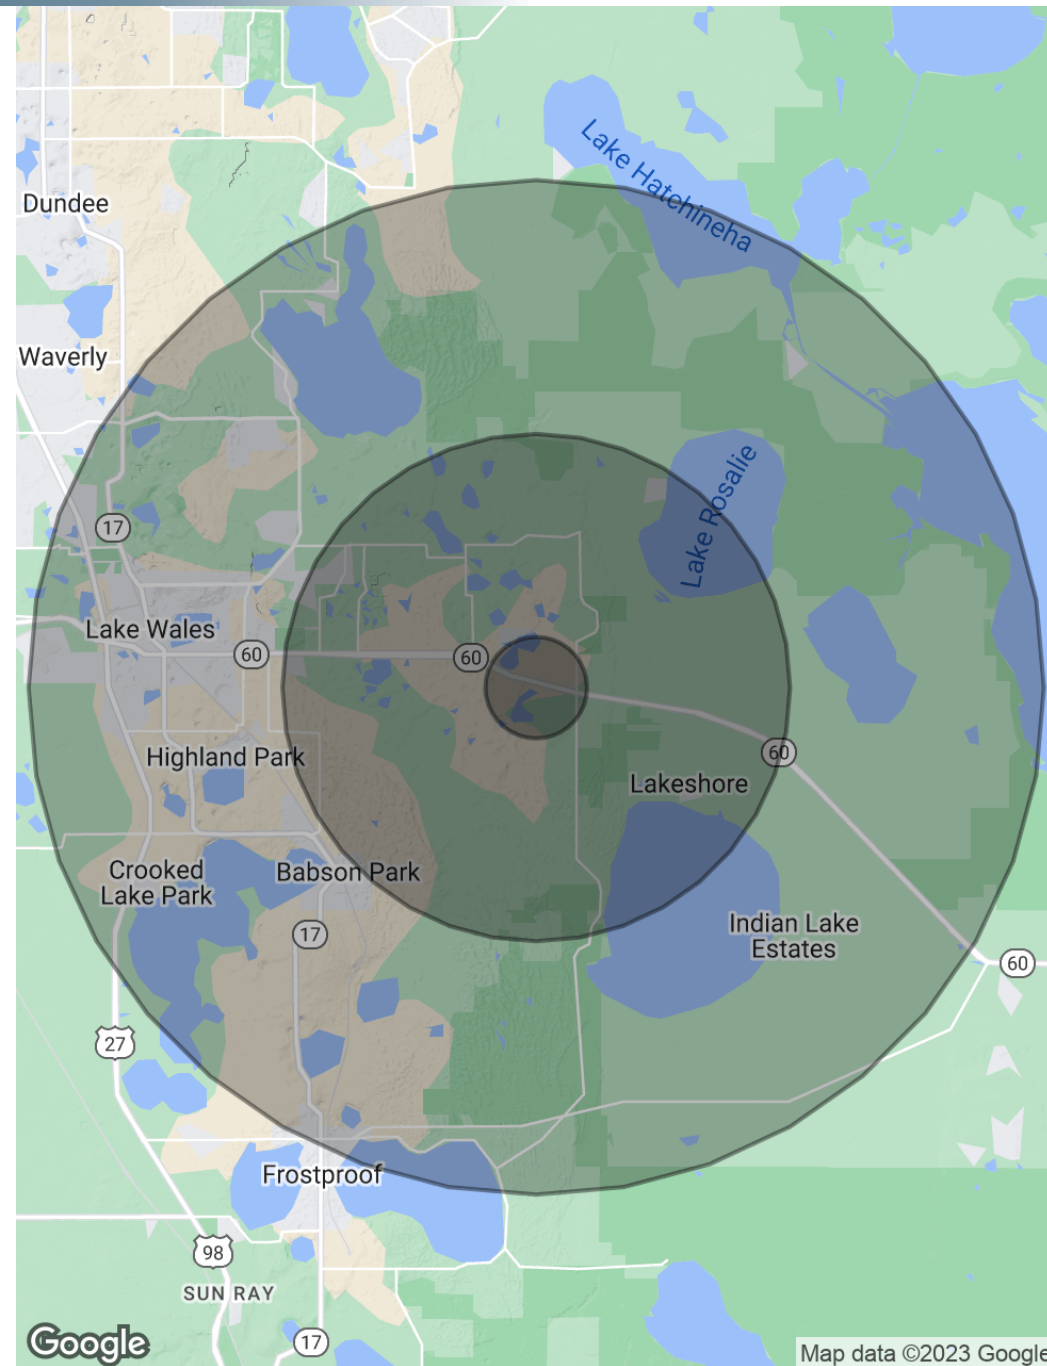 Lake Hatchineha
Dundee
Waverly
Lake Rosalie
17
Lake Wales
60
60
Highland Park
60
Lakeshore
Crooked
Lake Park
Babson Park
17
Indian Lake
Estates
60
27
Frostproof
98
SUN RAY
17
Google
Map data ©2023 Google